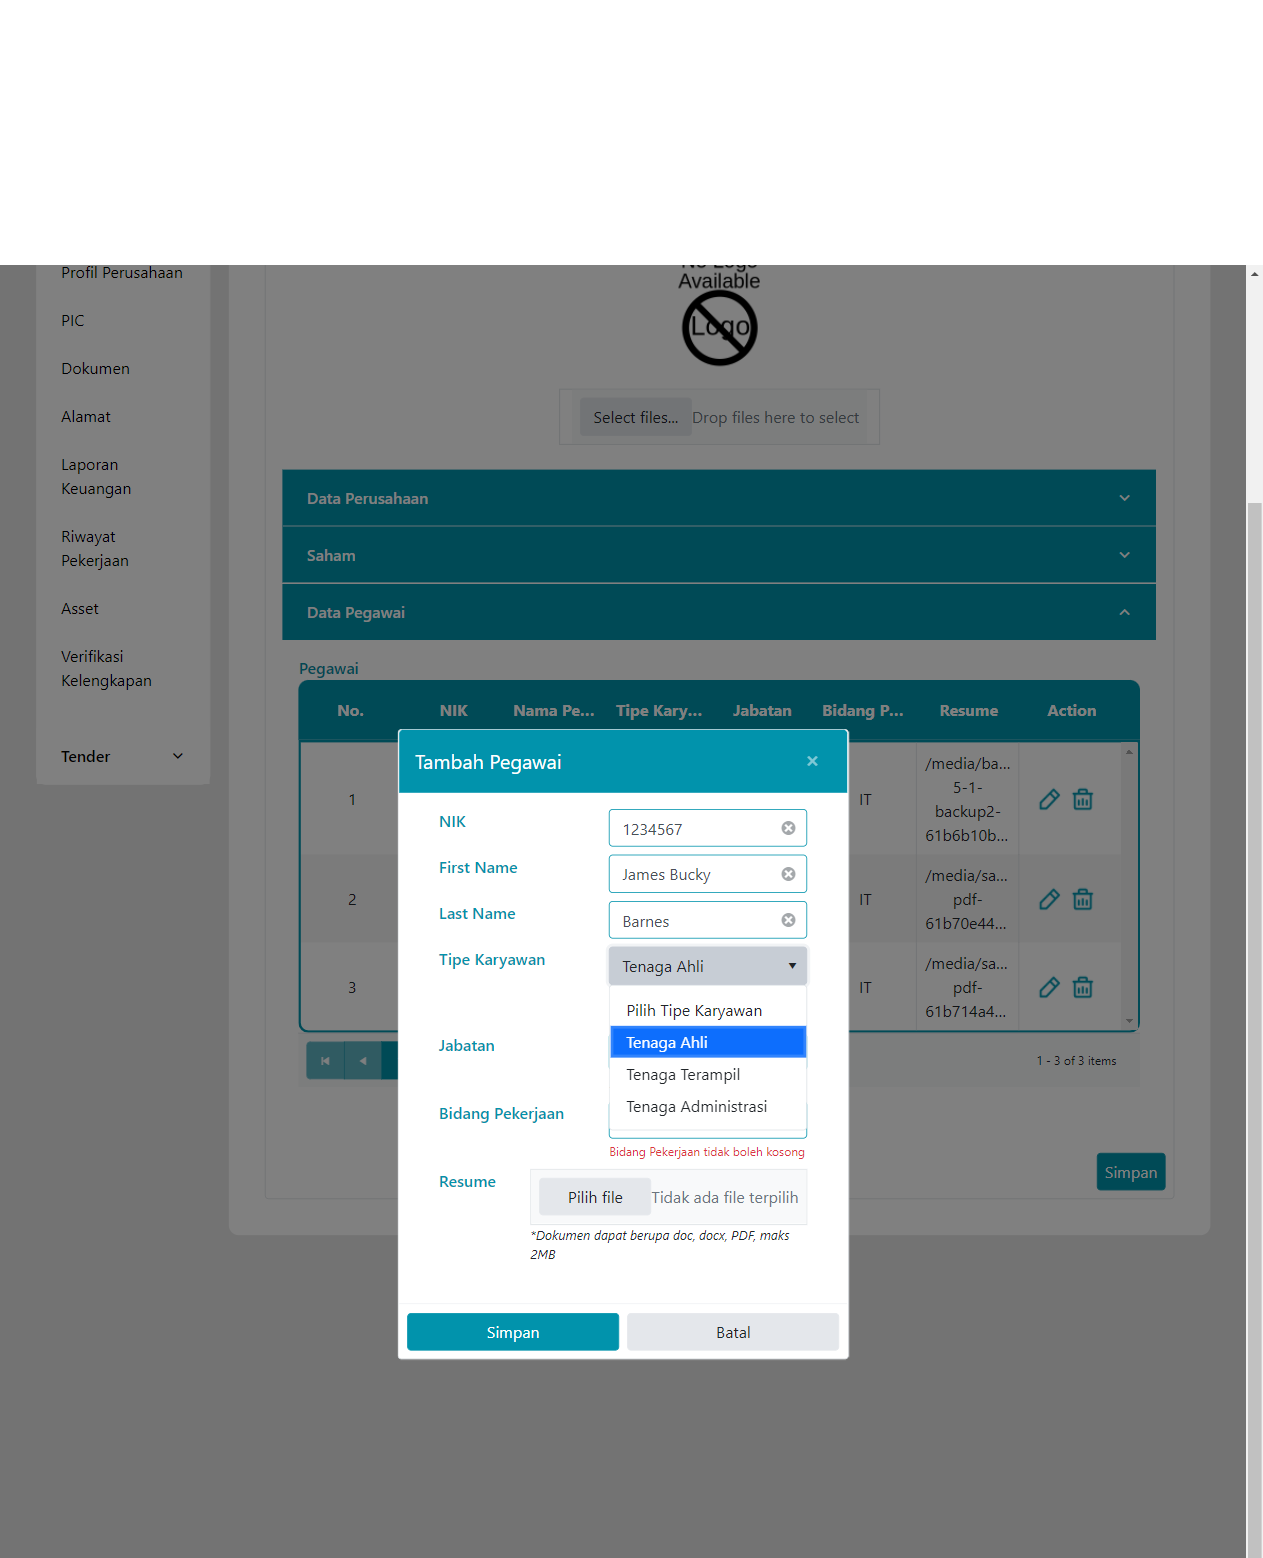 Profil Perusahaan
PIC
Dokumen
Alamat
Laporan
Keuangan
Riwayat
Pekerjaan
Asset
Verifikasi
Kelengkapan
Tender
No Logo
Available
Logo
Select files...
Drop files here to select
Data Perusahaan
Saham
Data Pegawai
Pegawai
No. NIK Nama Pe... Tipe Kary... Jabatan Bidang P... Resume Action
1 IT /media/ba...
5-1-
backup2-
61b6b10b...
2 IT /media/sa...
pdf-
61b70e44...
3 IT /media/sa...
pdf-
61b714a4...
1 - 3 of 3 items
Simpan
Tambah Pegawai
NIK 1234567
First Name James Bucky
Last Name Barnes
Tipe Karyawan Tenaga Ahli
Pilih Tipe Karyawan
Tenaga Ahli
Tenaga Terampil
Tenaga Administrasi
Jabatan
Bidang Pekerjaan
Bidang Pekerjaan tidak boleh kosong
Resume Pilih file Tidak ada file terpilih
*Dokumen dapat berupa doc, docx, PDF, maks
2MB
Simpan Batal